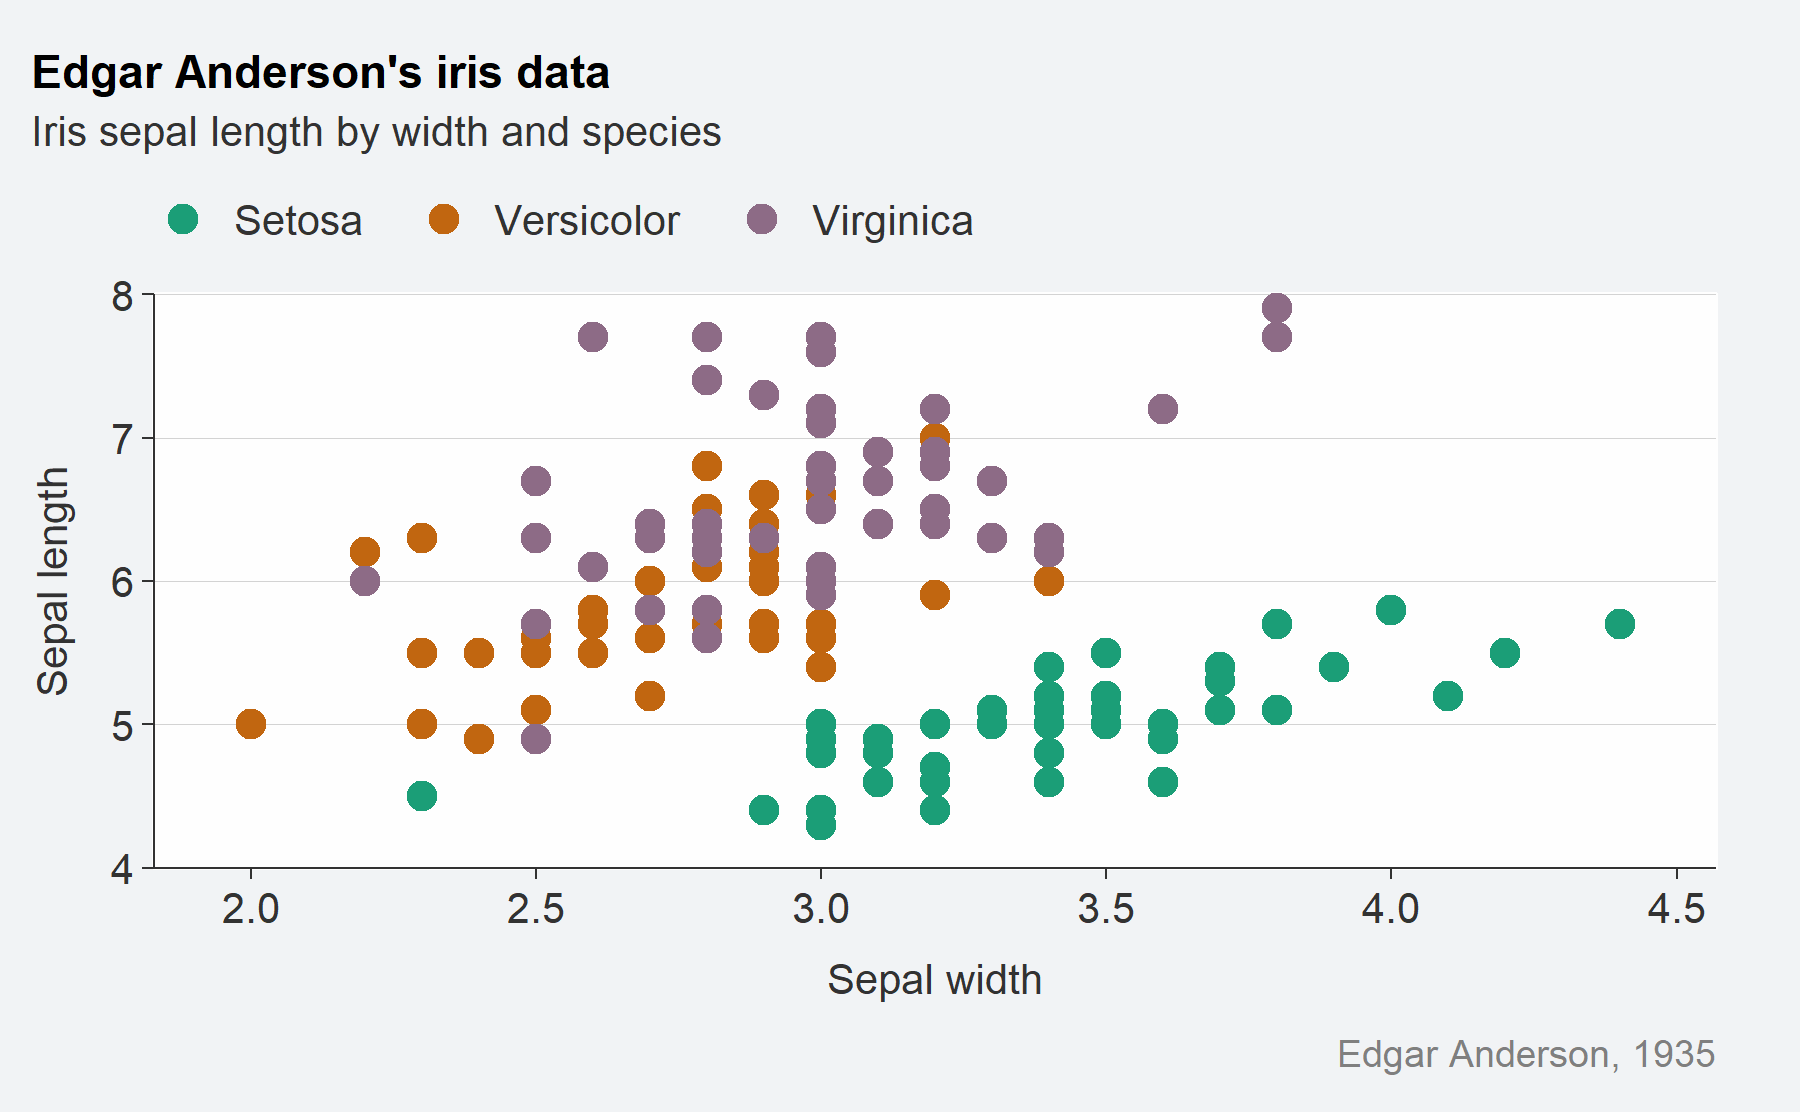 Edgar Anderson's iris data
Iris sepal length by width and species
Setosa Versicolor Virginica
8
7
6
5
4
Sepal length
2.0 2.5 3.0 3.5 4.0 4.5
Sepal width
Edgar Anderson, 1935